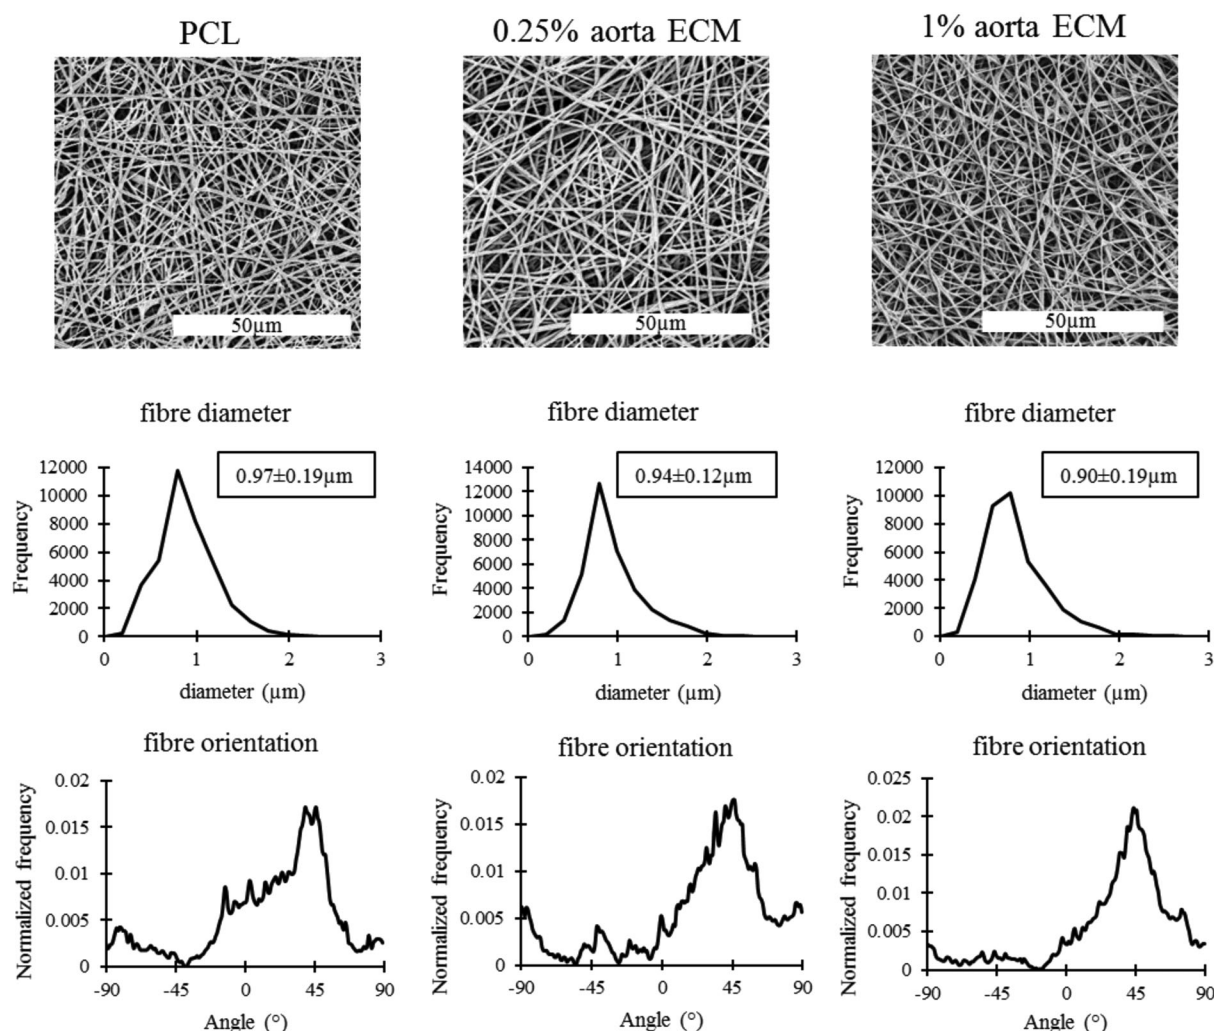 PCL
0.25% aorta ECM
1% aorta ECM
50µm
50µm
50µm
fibre diameter
fibre diameter
fibre diameter
Frequency
12000
10000
8000
6000
4000
2000
0
0.97±0.19µm
0
1
2
3
diameter (µm)
Frequency
14000
12000
10000
8000
6000
4000
2000
0
0.94±0.12µm
0
1
2
3
diameter (µm)
Frequency
12000
10000
8000
6000
4000
2000
0
0.90±0.19µm
0
1
2
3
diameter (µm)
fibre orientation
fibre orientation
fibre orientation
Normalized frequency
0.02
0.015
0.01
0.005
0
-90
-45
0
45
90
Angle (°)
Normalized frequency
0.02
0.015
0.01
0.005
0
-90
-45
0
45
90
Angle (°)
Normalized frequency
0.025
0.02
0.015
0.01
0.005
0
-90
-45
0
45
90
Angle (°)